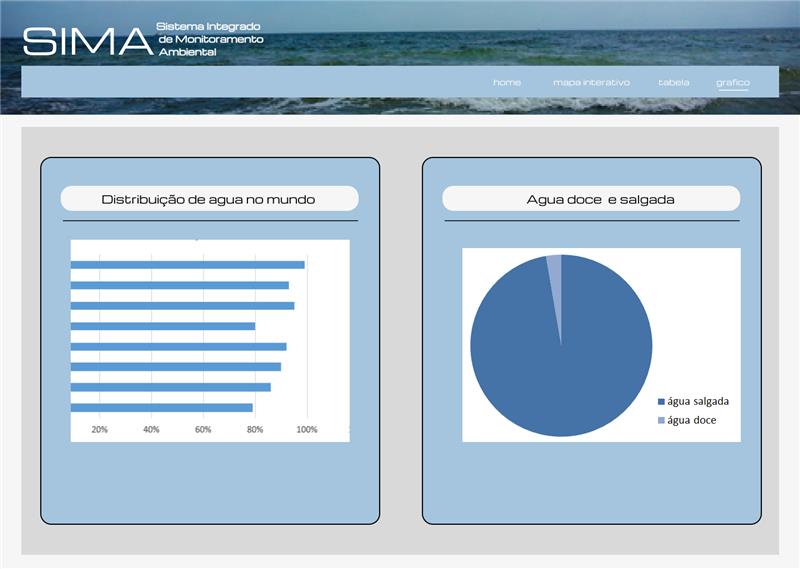 SIMA
Sistema Integrado
de Monitoramento
Ambiental
home mapa interativo tabela grafico
Distribuição de agua no mundo
20% 40% 60% 80% 100%
Agua doce e salgada
água salgada
água doce